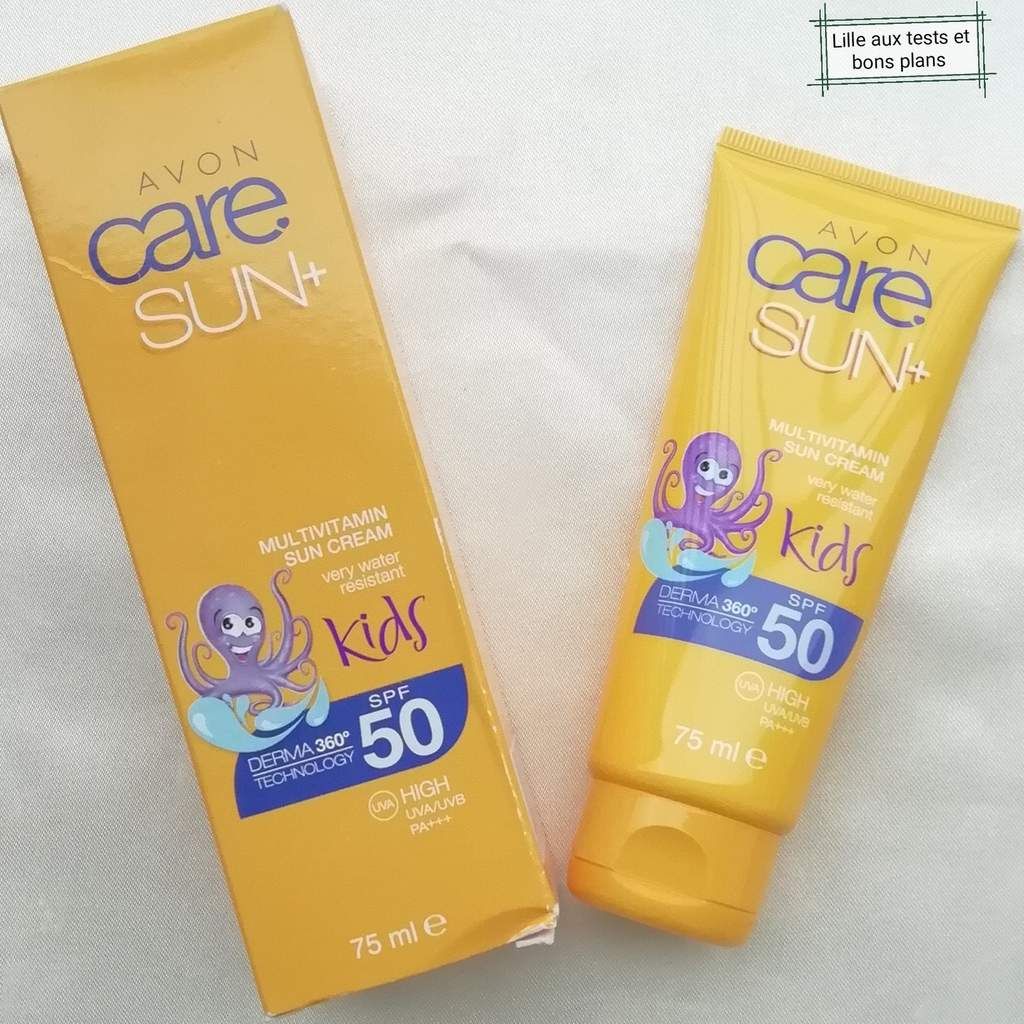 Lille aux tests et
bons plans
AVON
care
SUN+
MULTIVITAMIN
SUN CREAM
very water
resistant
Kids
DERMA 360°
TECHNOLOGY
SPF
50
UVA
HIGH
UVA/UVB
PA+++
75 ml e
AVON
care
SUN+
MULTIVITAMIN
SUN CREAM
very water
resistant
Kids
DERMA 360°
TECHNOLOGY
SPF
50
UVA
HIGH
UVA/UVB
PA+++
75 ml e